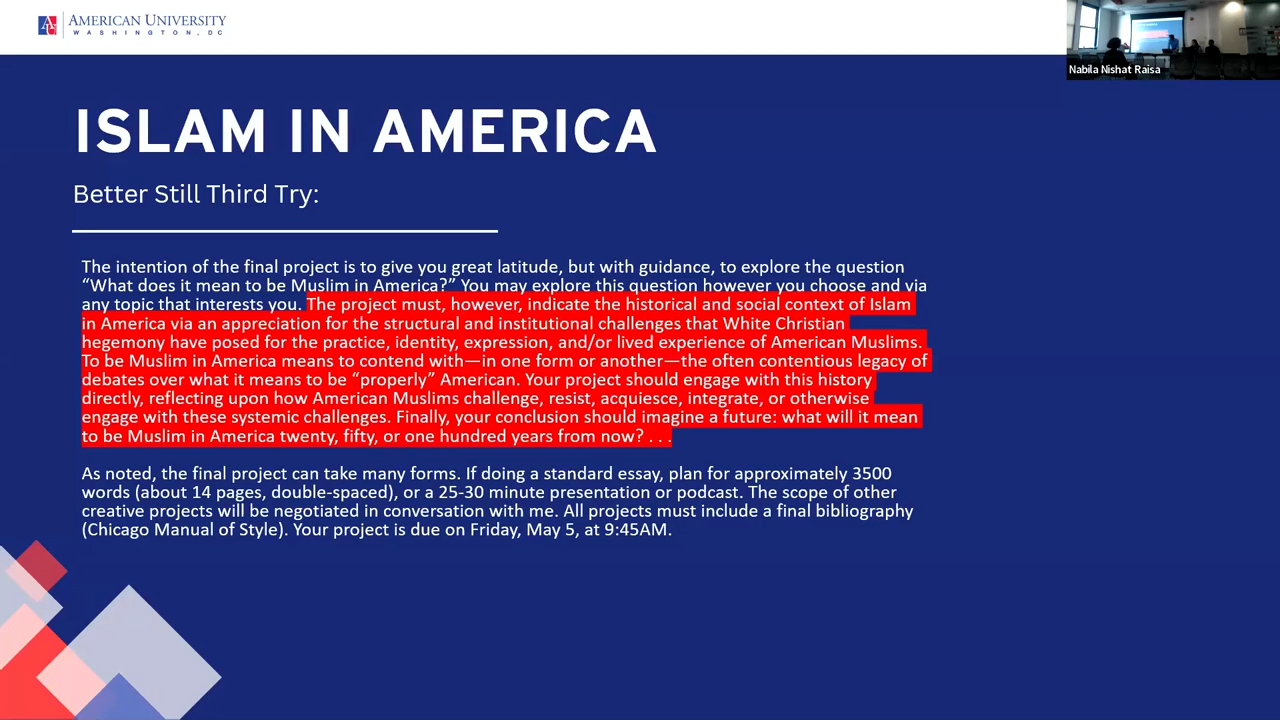 AMERICAN UNIVERSITY
WASHINGTON, DC
Nabila Nishat Raisa
ISLAM IN AMERICA
Better Still Third Try:
The intention of the final project is to give you great latitude, but with guidance, to explore the question
“What does it mean to be Muslim in America?” You may explore this question however you choose and via
any topic that interests you. The project must, however, indicate the historical and social context of Islam
in America via an appreciation for the structural and institutional challenges that White Christian
hegemony have posed for the practice, identity, expression, and/or lived experience of American Muslims.
To be Muslim in America means to contend with—in one form or another—the often contentious legacy of
debates over what it means to be “properly” American. Your project should engage with this history
directly, reflecting upon how American Muslims challenge, resist, acquiesce, integrate, or otherwise
engage with these systemic challenges. Finally, your conclusion should imagine a future: what will it mean
to be Muslim in America twenty, fifty, or one hundred years from now? . . .
As noted, the final project can take many forms. If doing a standard essay, plan for approximately 3500
words (about 14 pages, double-spaced), or a 25-30 minute presentation or podcast. The scope of other
creative projects will be negotiated in conversation with me. All projects must include a final bibliography
(Chicago Manual of Style). Your project is due on Friday, May 5, at 9:45AM.